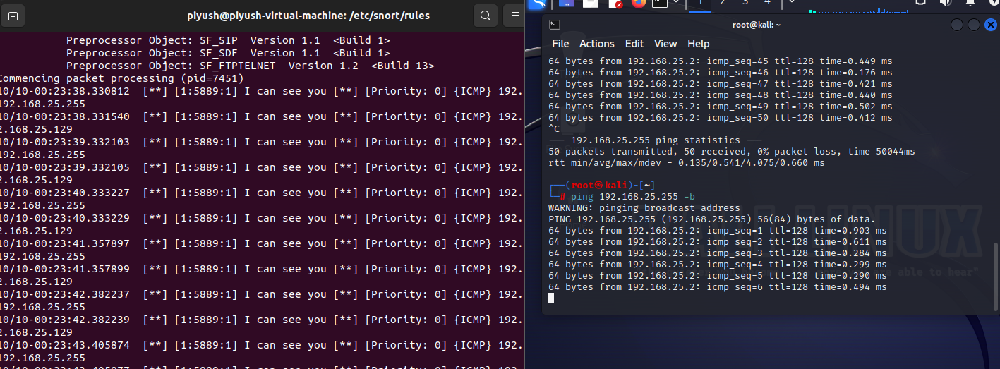 piyush@piyush-virtual-machine: /etc/snort/rules
Preprocessor Object: SF_SIP  Version 1.1  <Build 1>
Preprocessor Object: SF_SDF  Version 1.1  <Build 1>
Preprocessor Object: SF_FTPTELNET  Version 1.2  <Build 13>
Commencing packet processing (pid=7451)
10/10-00:23:38.330812  [**] [1:5889:1] I can see you [**] [Priority: 0] {ICMP} 192.
192.168.25.255
10/10-00:23:38.331540  [**] [1:5889:1] I can see you [**] [Priority: 0] {ICMP} 192.
2.168.25.129
10/10-00:23:39.332103  [**] [1:5889:1] I can see you [**] [Priority: 0] {ICMP} 192.
192.168.25.255
10/10-00:23:39.332105  [**] [1:5889:1] I can see you [**] [Priority: 0] {ICMP} 192.
2.168.25.129
10/10-00:23:40.333227  [**] [1:5889:1] I can see you [**] [Priority: 0] {ICMP} 192.
192.168.25.255
10/10-00:23:40.333229  [**] [1:5889:1] I can see you [**] [Priority: 0] {ICMP} 192.
2.168.25.129
10/10-00:23:41.357897  [**] [1:5889:1] I can see you [**] [Priority: 0] {ICMP} 192.
192.168.25.255
10/10-00:23:41.357899  [**] [1:5889:1] I can see you [**] [Priority: 0] {ICMP} 192.
2.168.25.129
10/10-00:23:42.382237  [**] [1:5889:1] I can see you [**] [Priority: 0] {ICMP} 192.
192.168.25.255
10/10-00:23:42.382239  [**] [1:5889:1] I can see you [**] [Priority: 0] {ICMP} 192.
2.168.25.129
10/10-00:23:43.405874  [**] [1:5889:1] I can see you [**] [Priority: 0] {ICMP} 192.
192.168.25.255
10/10-00:23:43.405877  [**] [1:5889:1] I can see you [**] [Priority: 0] {ICMP} 192.
1 2 3 4
root@kali: ~
File Actions Edit View Help
64 bytes from 192.168.25.2: icmp_seq=45 ttl=128 time=0.449 ms
64 bytes from 192.168.25.2: icmp_seq=46 ttl=128 time=0.176 ms
64 bytes from 192.168.25.2: icmp_seq=47 ttl=128 time=0.421 ms
64 bytes from 192.168.25.2: icmp_seq=48 ttl=128 time=0.440 ms
64 bytes from 192.168.25.2: icmp_seq=49 ttl=128 time=0.502 ms
64 bytes from 192.168.25.2: icmp_seq=50 ttl=128 time=0.412 ms
^C
--- 192.168.25.255 ping statistics ---
50 packets transmitted, 50 received, 0% packet loss, time 50044ms
rtt min/avg/max/mdev = 0.135/0.541/4.075/0.660 ms
┌──(root㉿kali)-[~]
└─# ping 192.168.25.255 -b
WARNING: pinging broadcast address
PING 192.168.25.255 (192.168.25.255) 56(84) bytes of data.
64 bytes from 192.168.25.2: icmp_seq=1 ttl=128 time=0.903 ms
64 bytes from 192.168.25.2: icmp_seq=2 ttl=128 time=0.611 ms
64 bytes from 192.168.25.2: icmp_seq=3 ttl=128 time=0.284 ms
64 bytes from 192.168.25.2: icmp_seq=4 ttl=128 time=0.299 ms
64 bytes from 192.168.25.2: icmp_seq=5 ttl=128 time=0.290 ms
64 bytes from 192.168.25.2: icmp_seq=6 ttl=128 time=0.494 ms
able to hear"